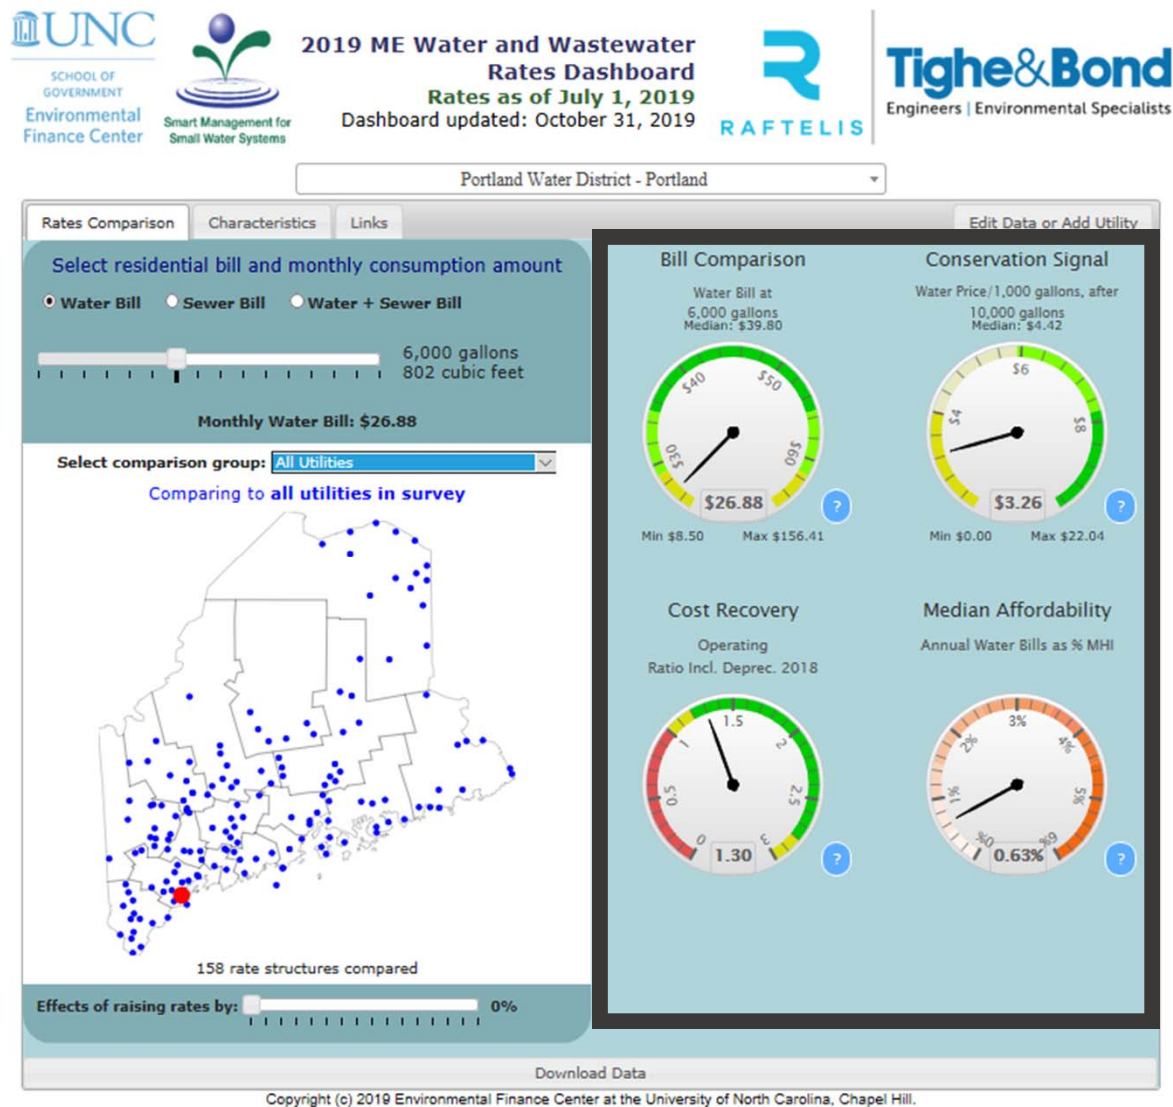 UNC
SCHOOL OF
GOVERNMENT
Environmental
Finance Center
Smart Management for
Small Water Systems
2019 ME Water and Wastewater
Rates Dashboard
Rates as of July 1, 2019
Dashboard updated: October 31, 2019
RAFTELIS
Tighe&Bond
Engineers | Environmental Specialists
Portland Water District - Portland
Rates Comparison
Characteristics
Links
Edit Data or Add Utility
Select residential bill and monthly consumption amount
Water Bill
Sewer Bill
Water + Sewer Bill
6,000 gallons
802 cubic feet
Monthly Water Bill: $26.88
Select comparison group: All Utilities
Comparing to all utilities in survey
158 rate structures compared
Effects of raising rates by: 0%
Bill Comparison
Water Bill at
6,000 gallons
Median: $39.80
$30
$40
$50
$60
$26.88
?
Min $8.50
Max $156.41
Conservation Signal
Water Price/1,000 gallons, after
10,000 gallons
Median: $4.42
$4
$6
$8
$3.26
?
Min $0.00
Max $22.04
Cost Recovery
Operating
Ratio Incl. Deprec. 2018
0
0.5
1
1.5
2
2.5
3
1.30
?
Median Affordability
Annual Water Bills as % MHI
0%
1%
2%
3%
4%
5%
6%
0.63%
?
Download Data
Copyright (c) 2019 Environmental Finance Center at the University of North Carolina, Chapel Hill.